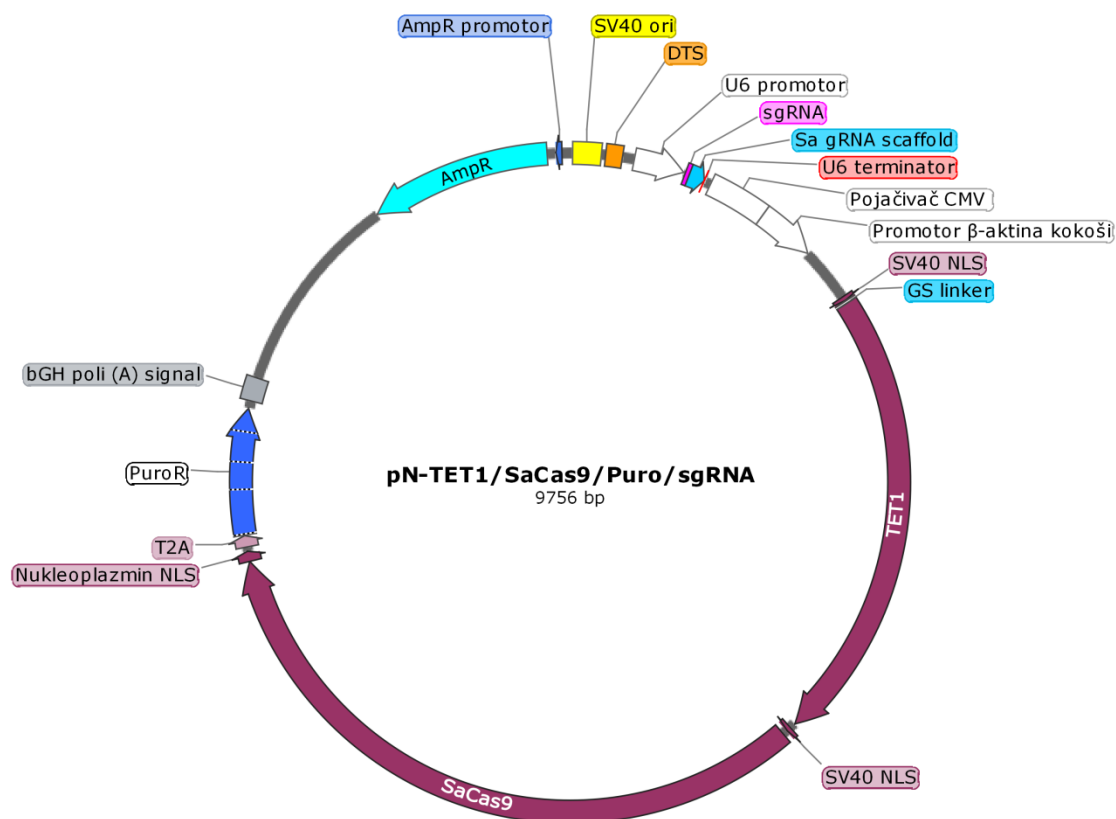 AmpR promotor
SV40 ori
DTS
U6 promotor
sgRNA
Sa gRNA scaffold
U6 terminator
Pojačivač CMV
Promotor β-aktina kokoši
SV40 NLS
GS linker
AmpR
bGH poli (A) signal
PuroR
T2A
Nukleoplazmin NLS
pN-TET1/SaCas9/Puro/sgRNA
9756 bp
TET1
SV40 NLS
SaCas9